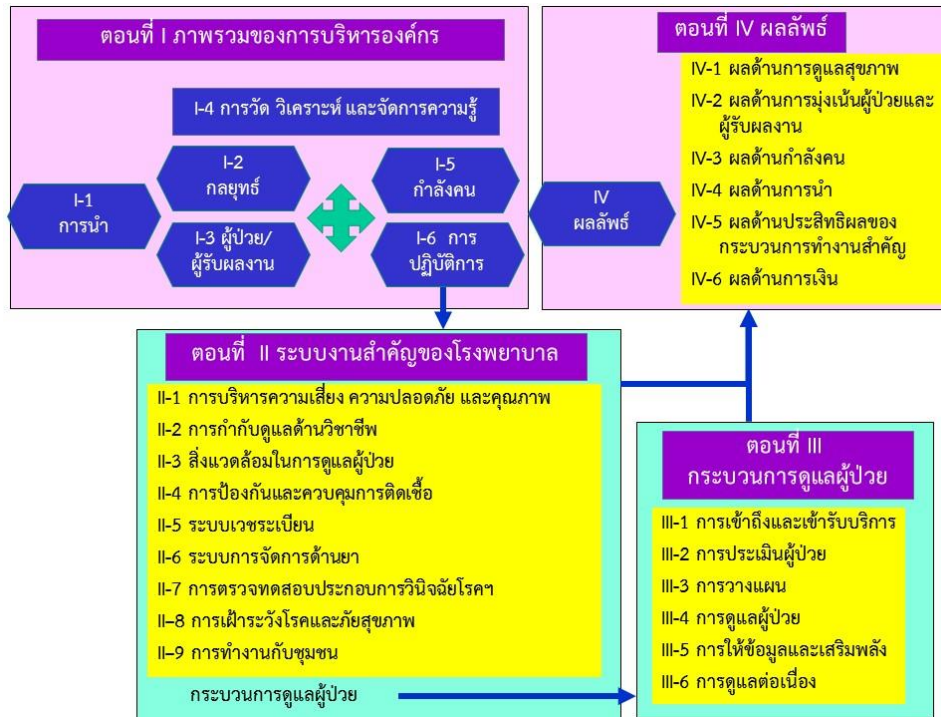 ตอนที่ I ภาพรวมของการบริหารองค์กร
I-4 การวัด วิเคราะห์ และจัดการความรู้
I-1
การนำ
I-2
กลยุทธ์
I-3 ผู้ป่วย/
ผู้รับผลงาน
I-5
กำลังคน
I-6 การ
ปฏิบัติการ
ตอนที่ IV ผลลัพธ์
IV
ผลลัพธ์
IV-1 ผลด้านการดูแลสุขภาพ
IV-2 ผลด้านการมุ่งเน้นผู้ป่วยและ
ผู้รับผลงาน
IV-3 ผลด้านกำลังคน
IV-4 ผลด้านการนำ
IV-5 ผลด้านประสิทธิผลของ
กระบวนการทำงานสำคัญ
IV-6 ผลด้านการเงิน
ตอนที่ II ระบบงานสำคัญของโรงพยาบาล
II-1 การบริหารความเสี่ยง ความปลอดภัย และคุณภาพ
II-2 การกำกับดูแลด้านวิชาชีพ
II-3 สิ่งแวดล้อมในการดูแลผู้ป่วย
II-4 การป้องกันและควบคุมการติดเชื้อ
II-5 ระบบเวชระเบียน
II-6 ระบบการจัดการด้านยา
II-7 การตรวจทดสอบประกอบการวินิจฉัยโรคฯ
II–8 การเฝ้าระวังโรคและภัยสุขภาพ
II–9 การทำงานกับชุมชน
กระบวนการดูแลผู้ป่วย
ตอนที่ III
กระบวนการดูแลผู้ป่วย
III-1 การเข้าถึงและเข้ารับบริการ
III-2 การประเมินผู้ป่วย
III-3 การวางแผน
III-4 การดูแลผู้ป่วย
III-5 การให้ข้อมูลและเสริมพลัง
III-6 การดูแลต่อเนื่อง